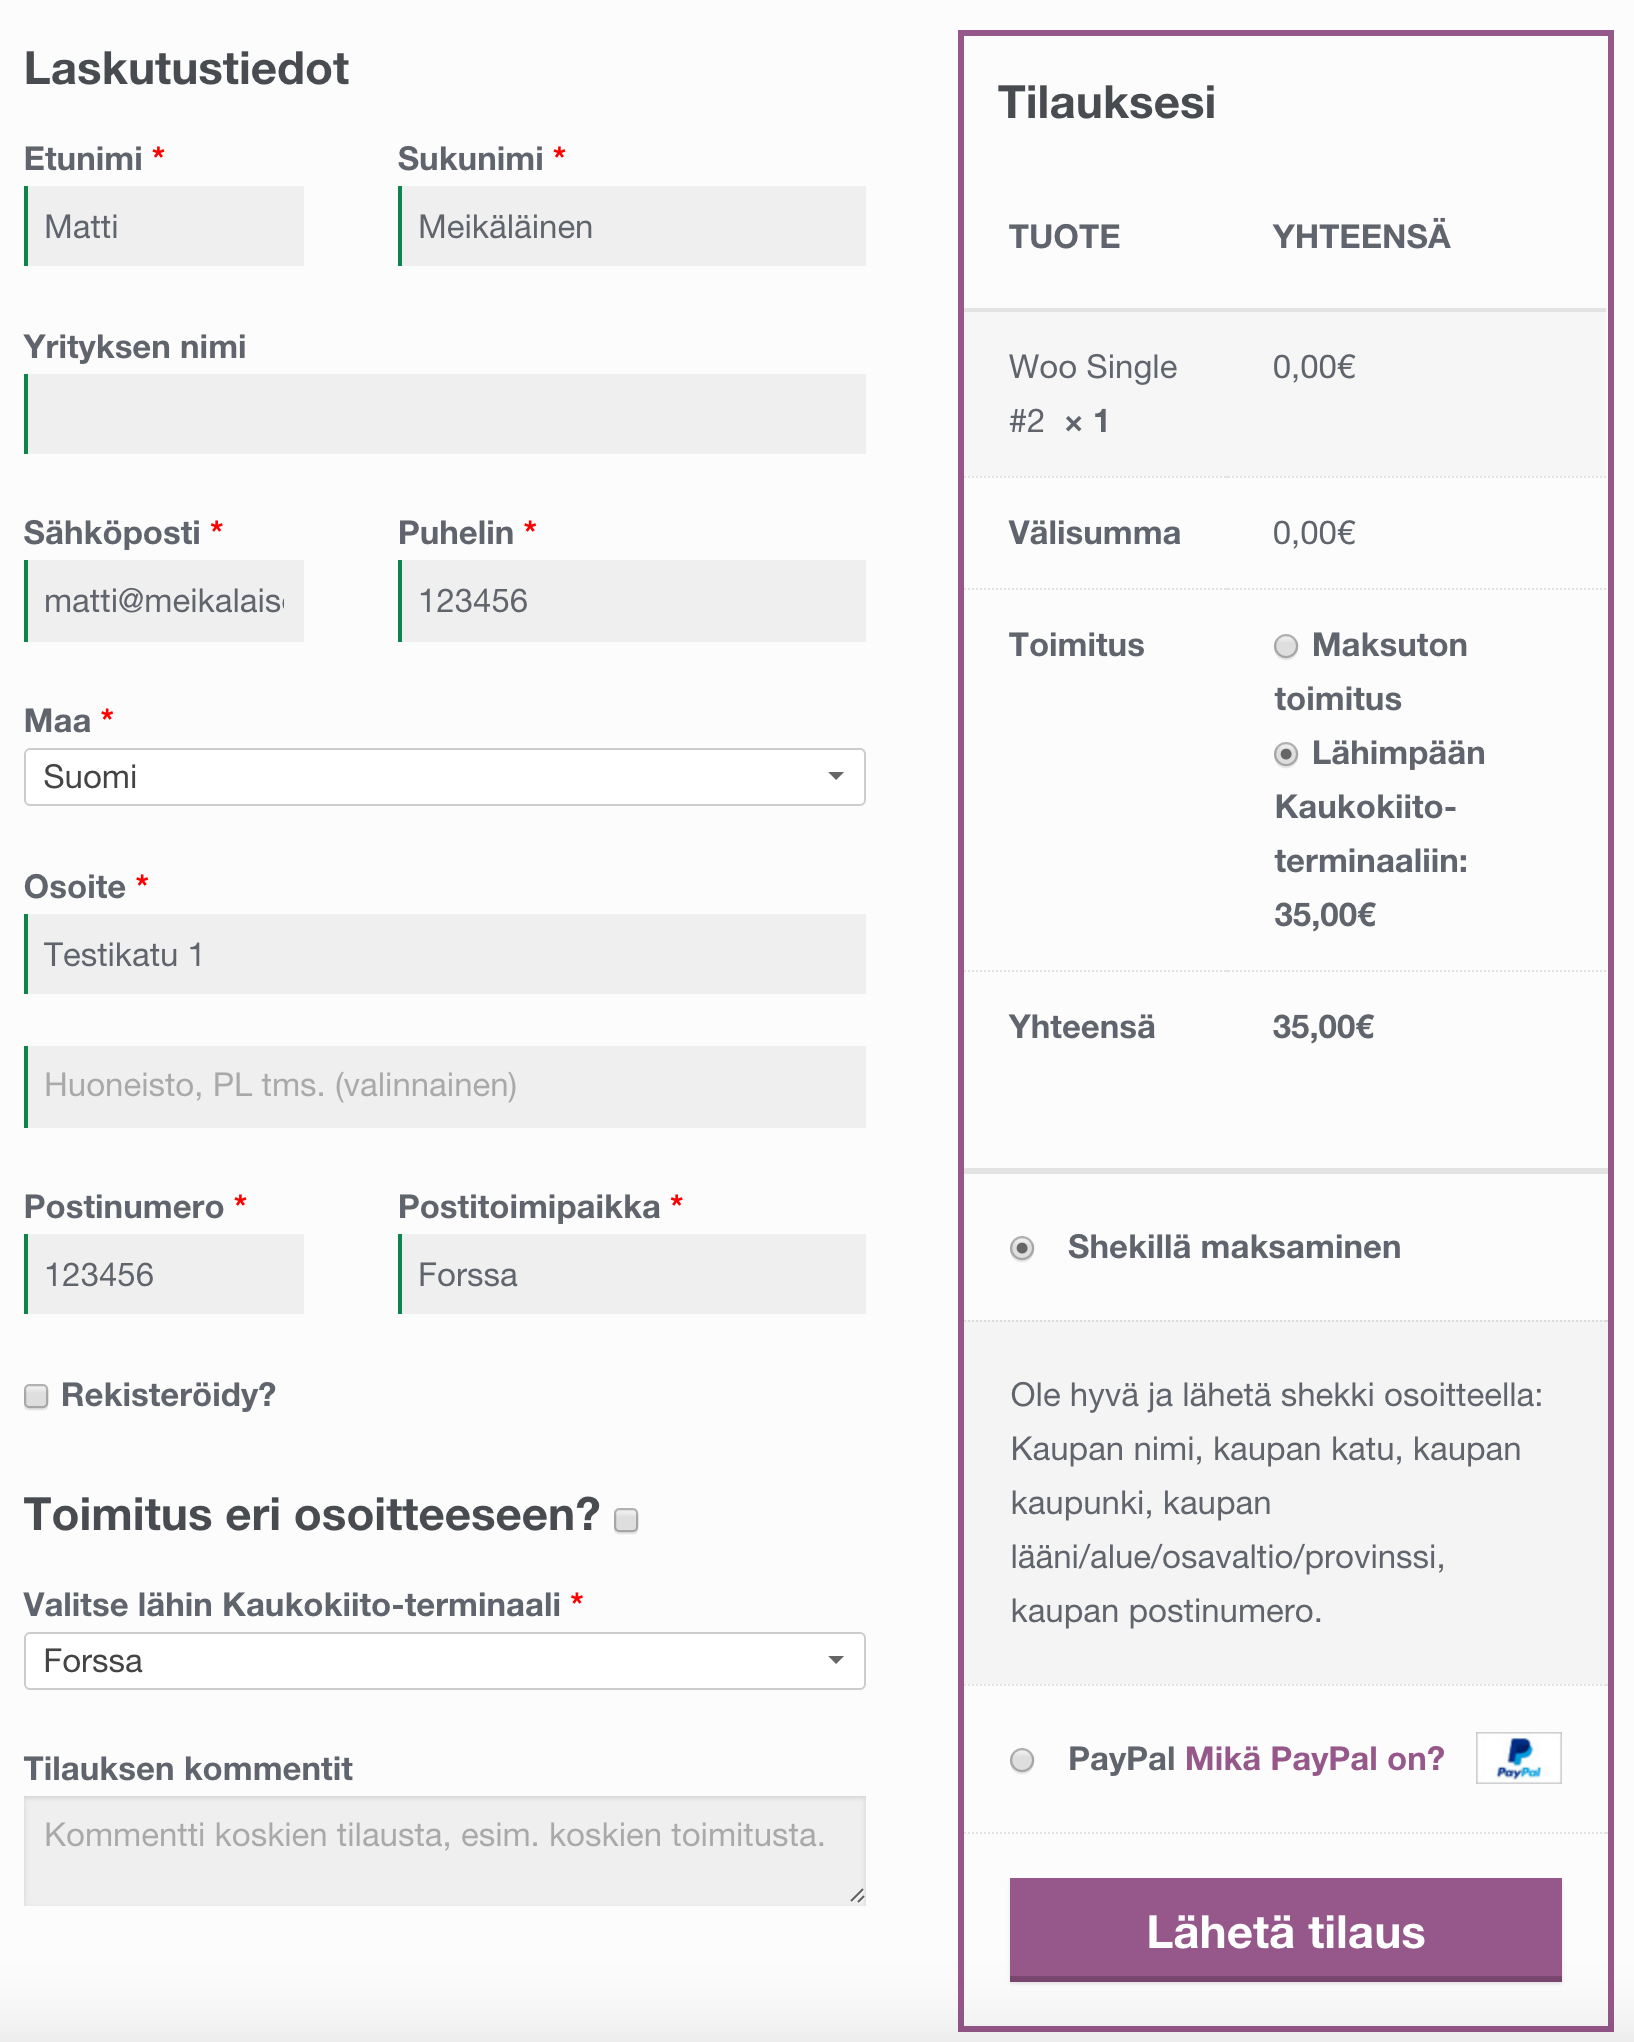 Laskutustiedot
Etunimi *
Sukunimi *
Matti
Meikäläinen
Yrityksen nimi
Sähköposti *
Puhelin *
matti@meikalais
123456
Maa *
Suomi
Osoite *
Testikatu 1
Huoneisto, PL tms. (valinnainen)
Postinumero *
Postitoimipaikka *
123456
Forssa
Rekisteröidy?
Toimitus eri osoitteeseen?
Valitse lähin Kaukokiito-terminaali *
Forssa
Tilauksen kommentit
Kommentti koskien tilausta, esim. koskien toimitusta.
Tilauksesi
TUOTE
YHTEENSÄ
Woo Single
#2 × 1
0,00€
Välisumma
0,00€
Toimitus
Maksuton
toimitus
Lähimpään
Kaukokiito-
terminaaliin:
35,00€
Yhteensä
35,00€
Shekillä maksaminen
Ole hyvä ja lähetä shekki osoitteella:
Kaupan nimi, kaupan katu, kaupan
kaupunki, kaupan
lääni/alue/osavaltio/provinssi,
kaupan postinumero.
PayPal Mikä PayPal on?
PayPal
Lähetä tilaus